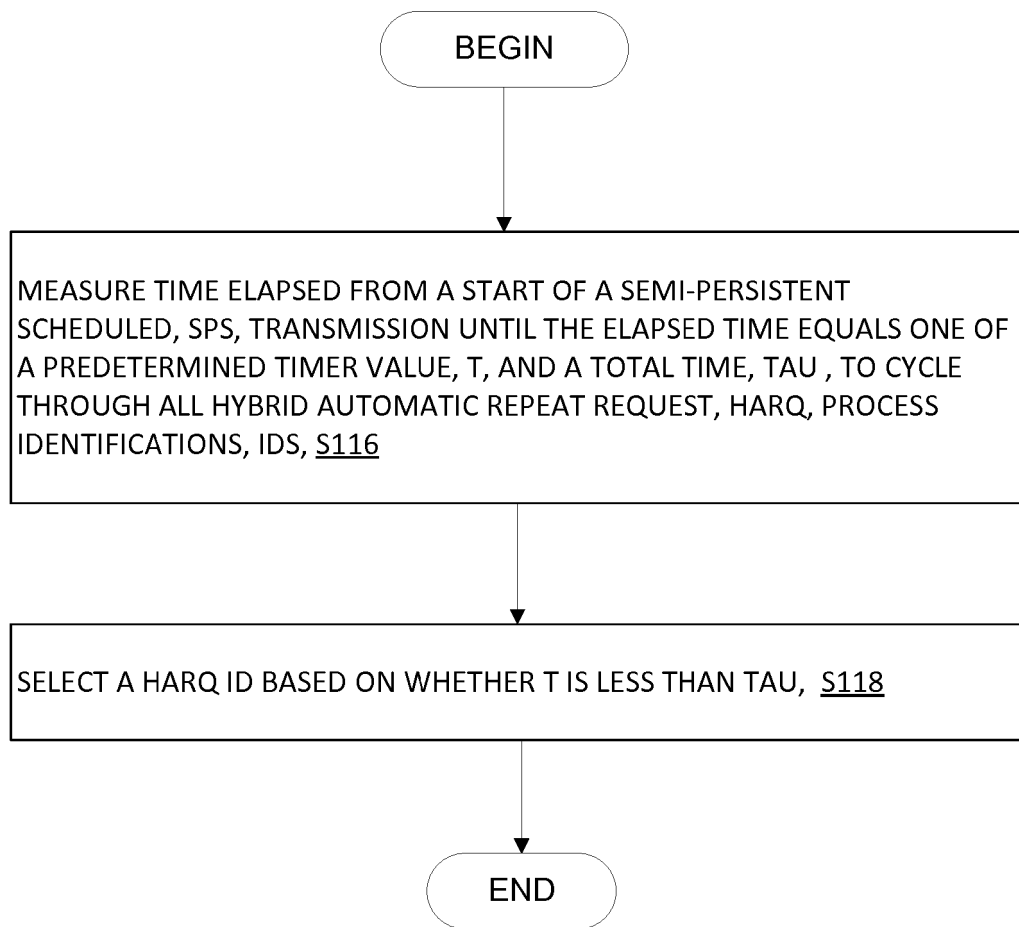 BEGIN
MEASURE TIME ELAPSED FROM A START OF A SEMI-PERSISTENT
SCHEDULED, SPS, TRANSMISSION UNTIL THE ELAPSED TIME EQUALS ONE OF
A PREDETERMINED TIMER VALUE, T, AND A TOTAL TIME, TAU , TO CYCLE
THROUGH ALL HYBRID AUTOMATIC REPEAT REQUEST, HARQ, PROCESS
IDENTIFICATIONS, IDS, S116
SELECT A HARQ ID BASED ON WHETHER T IS LESS THAN TAU, S118
END